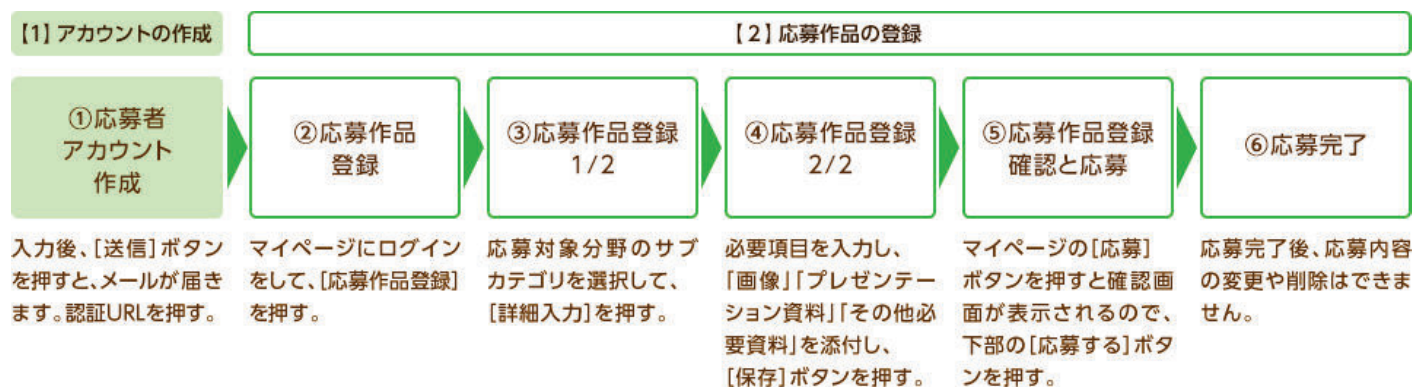 【1】アカウントの作成
【2】応募作品の登録
①応募者
アカウント
作成
②応募作品
登録
③応募作品登録
1/2
④応募作品登録
2/2
⑤応募作品登録
確認と応募
⑥応募完了
入力後、[送信]ボタン
を押すと、メールが届き
ます。認証URLを押す。
マイページにログイン
をして、[応募作品登録]
を押す。
応募対象分野のサブ
カテゴリを選択して、
[詳細入力]を押す。
必要項目を入力し、
「画像」「プレゼンテー
ション資料」「その他必
要資料」を添付し、
[保存]ボタンを押す。
マイページの[応募]
ボタンを押すと確認画
面が表示されるので、
下部の[応募する]ボタ
ンを押す。
応募完了後、応募内容
の変更や削除はできま
せん。